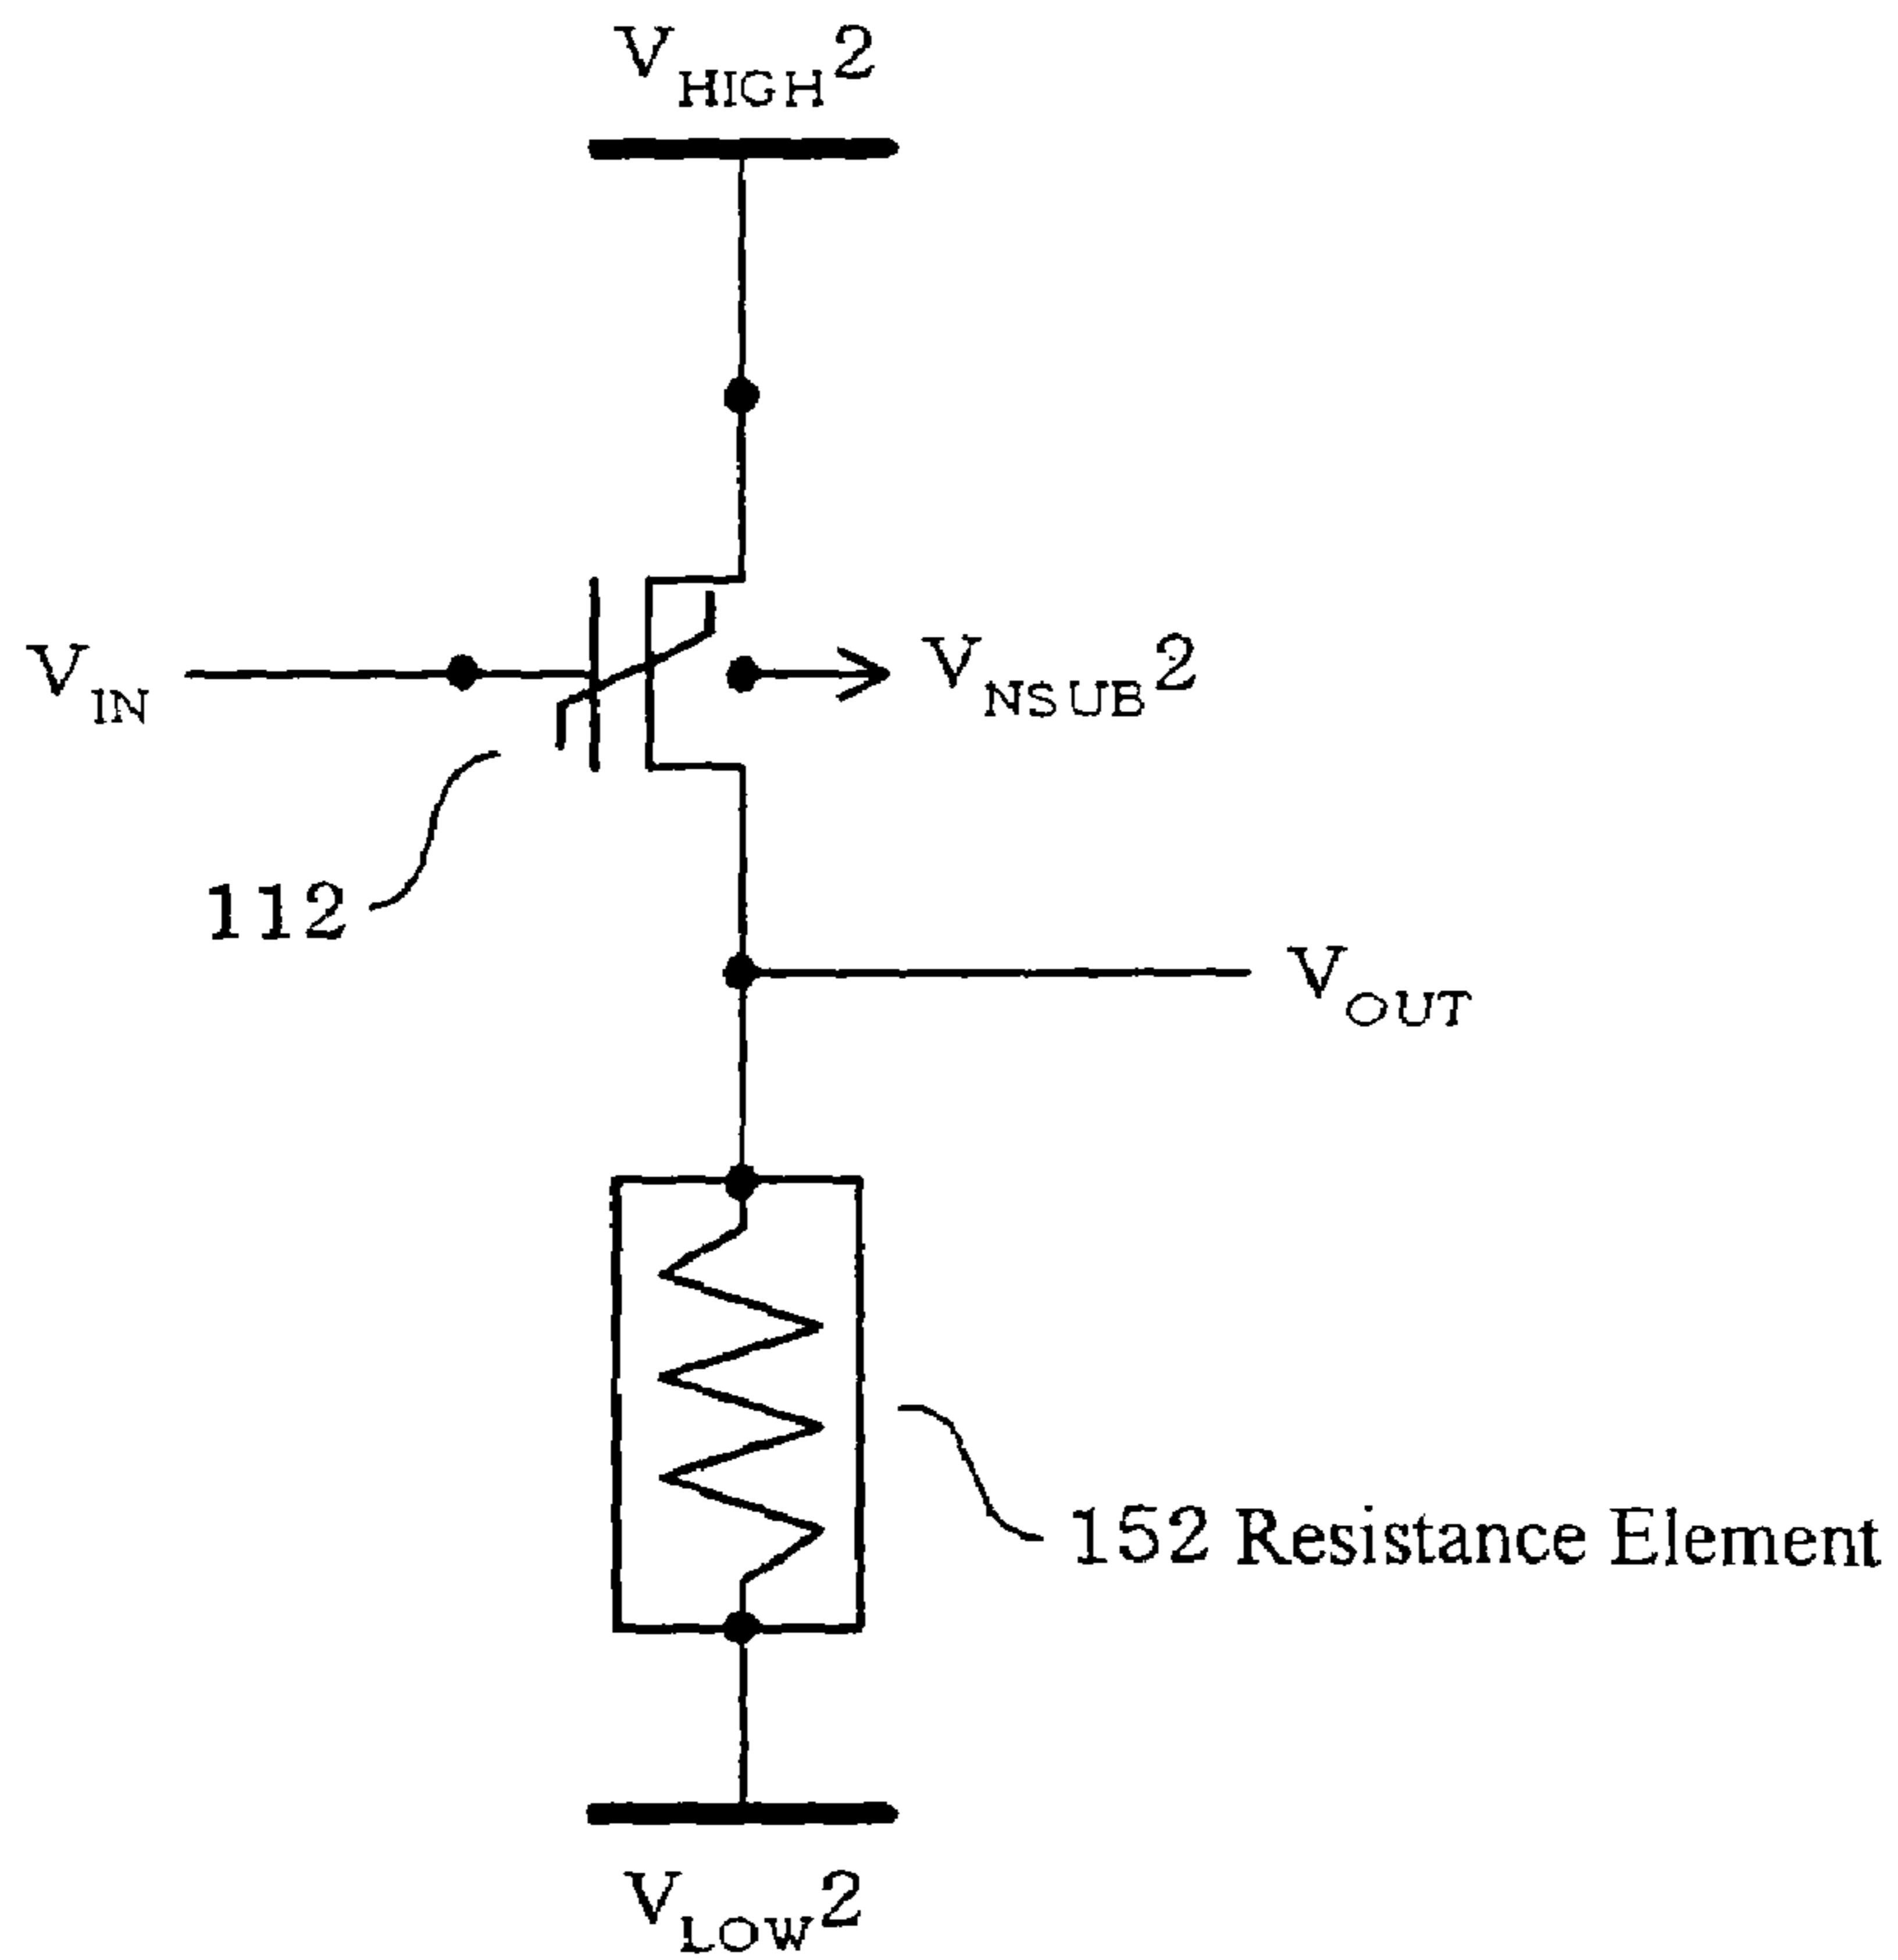 VHIGH2
VIN
VNSUB2
112
VOUT
152 Resistance Element
VLOW2